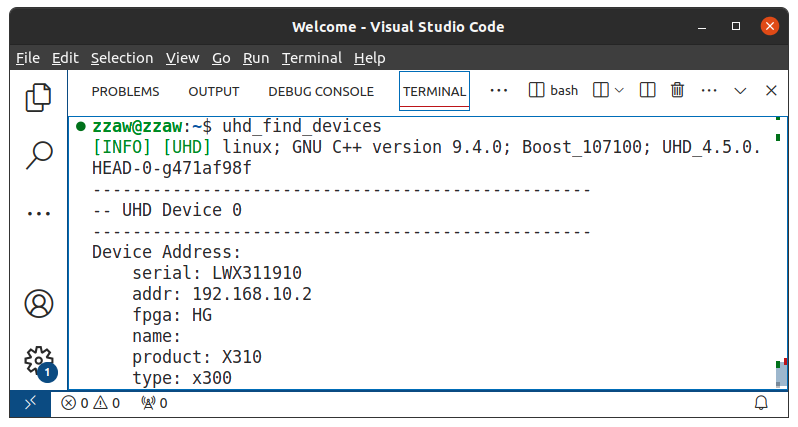 Welcome - Visual Studio Code
File Edit Selection View Go Run Terminal Help
PROBLEMS OUTPUT DEBUG CONSOLE TERMINAL ··· bash ···
zzaw@zzaw:~$ uhd_find_devices
[INFO] [UHD] linux; GNU C++ version 9.4.0; Boost_107100; UHD_4.5.0.
HEAD-0-g471af98f
--------------------------------------------------
-- UHD Device 0
--------------------------------------------------
Device Address:
    serial: LWX311910
    addr: 192.168.10.2
    fpga: HG
    name:
    product: X310
    type: x300
1
0 0 0